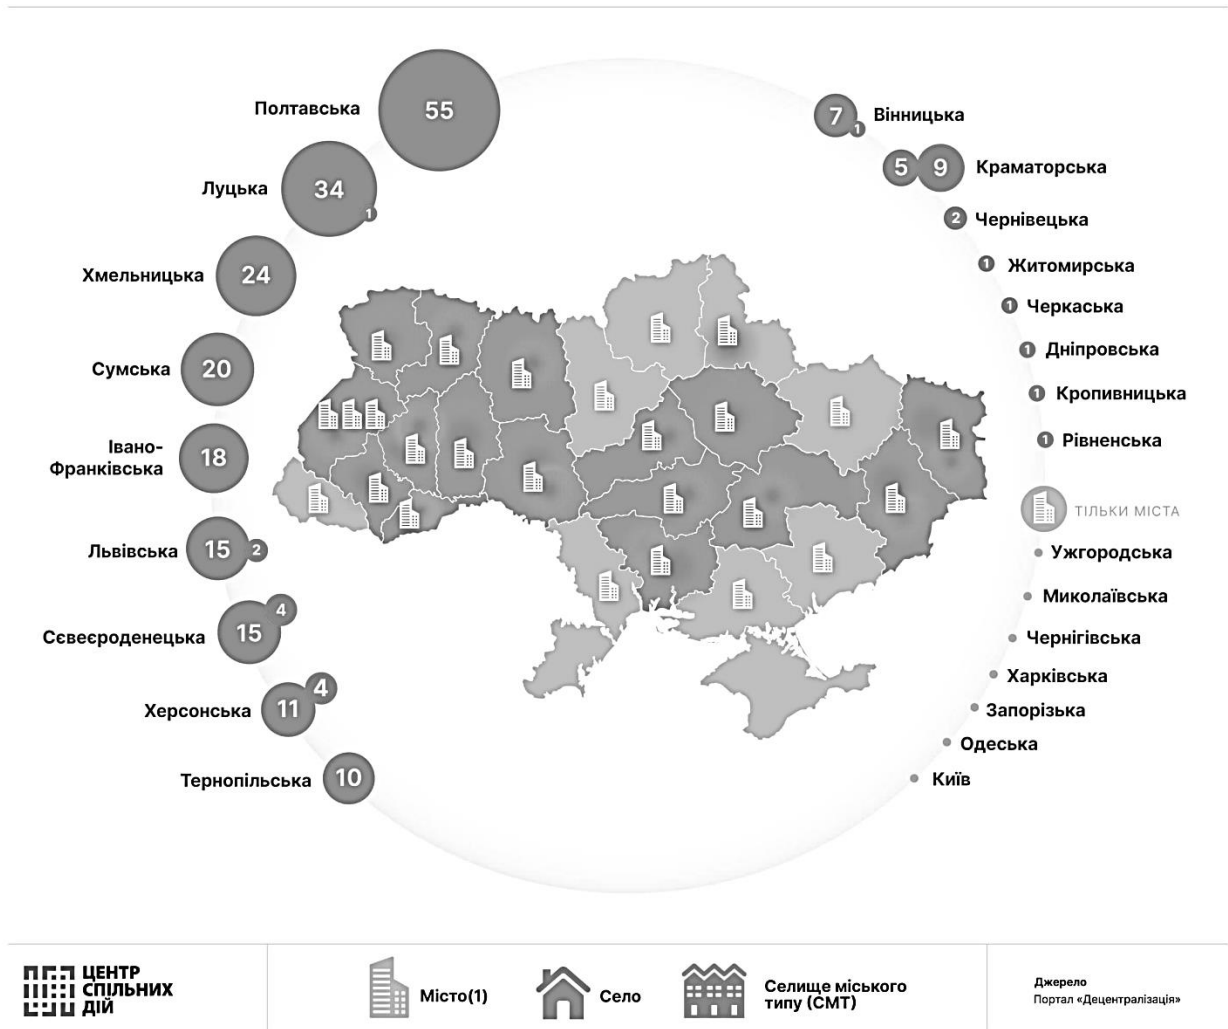 Полтавська
55
Луцька
34
1
Хмельницька
24
Сумська
20
Івано-
Франківська
18
Львівська
15
2
Сєвеєроденецька
15
4
Херсонська
11
4
Тернопільська
10
7
1
Вінницька
5
9
Краматорська
2
Чернівецька
1
Житомирська
1
Черкаська
1
Дніпровська
1
Кропивницька
1
Рівненська
ТІЛЬКИ МІСТА
Ужгородська
Миколаївська
Чернігівська
Харківська
Запорізька
Одеська
Київ
ЦЕНТР
СПІЛЬНИХ
ДІЙ
Місто(1)
Село
Селище міського
типу (СМТ)
Джерело
Портал «Децентралізація»